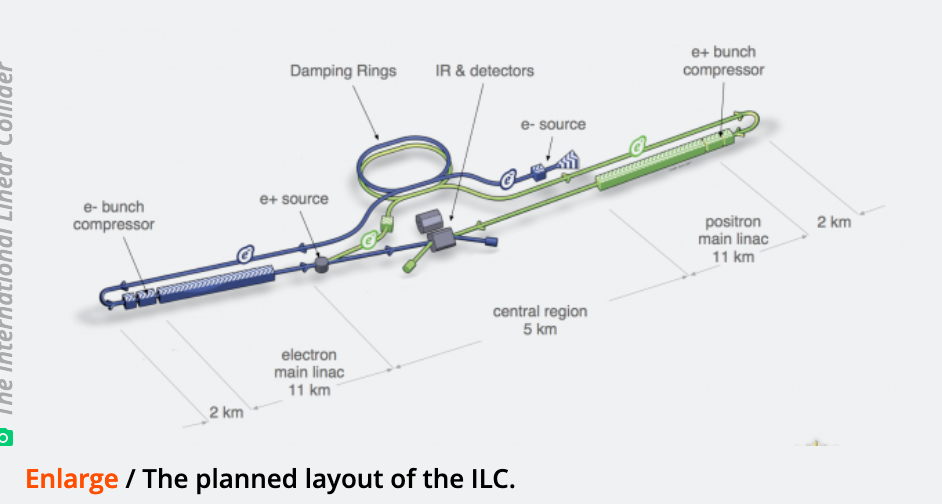 The International Linear Collider
e+ bunch
compressor
Damping Rings
IR & detectors
e- source
e- bunch
compressor
e+ source
positron
main linac
11 km
2 km
central region
5 km
electron
main linac
11 km
2 km
Enlarge / The planned layout of the ILC.